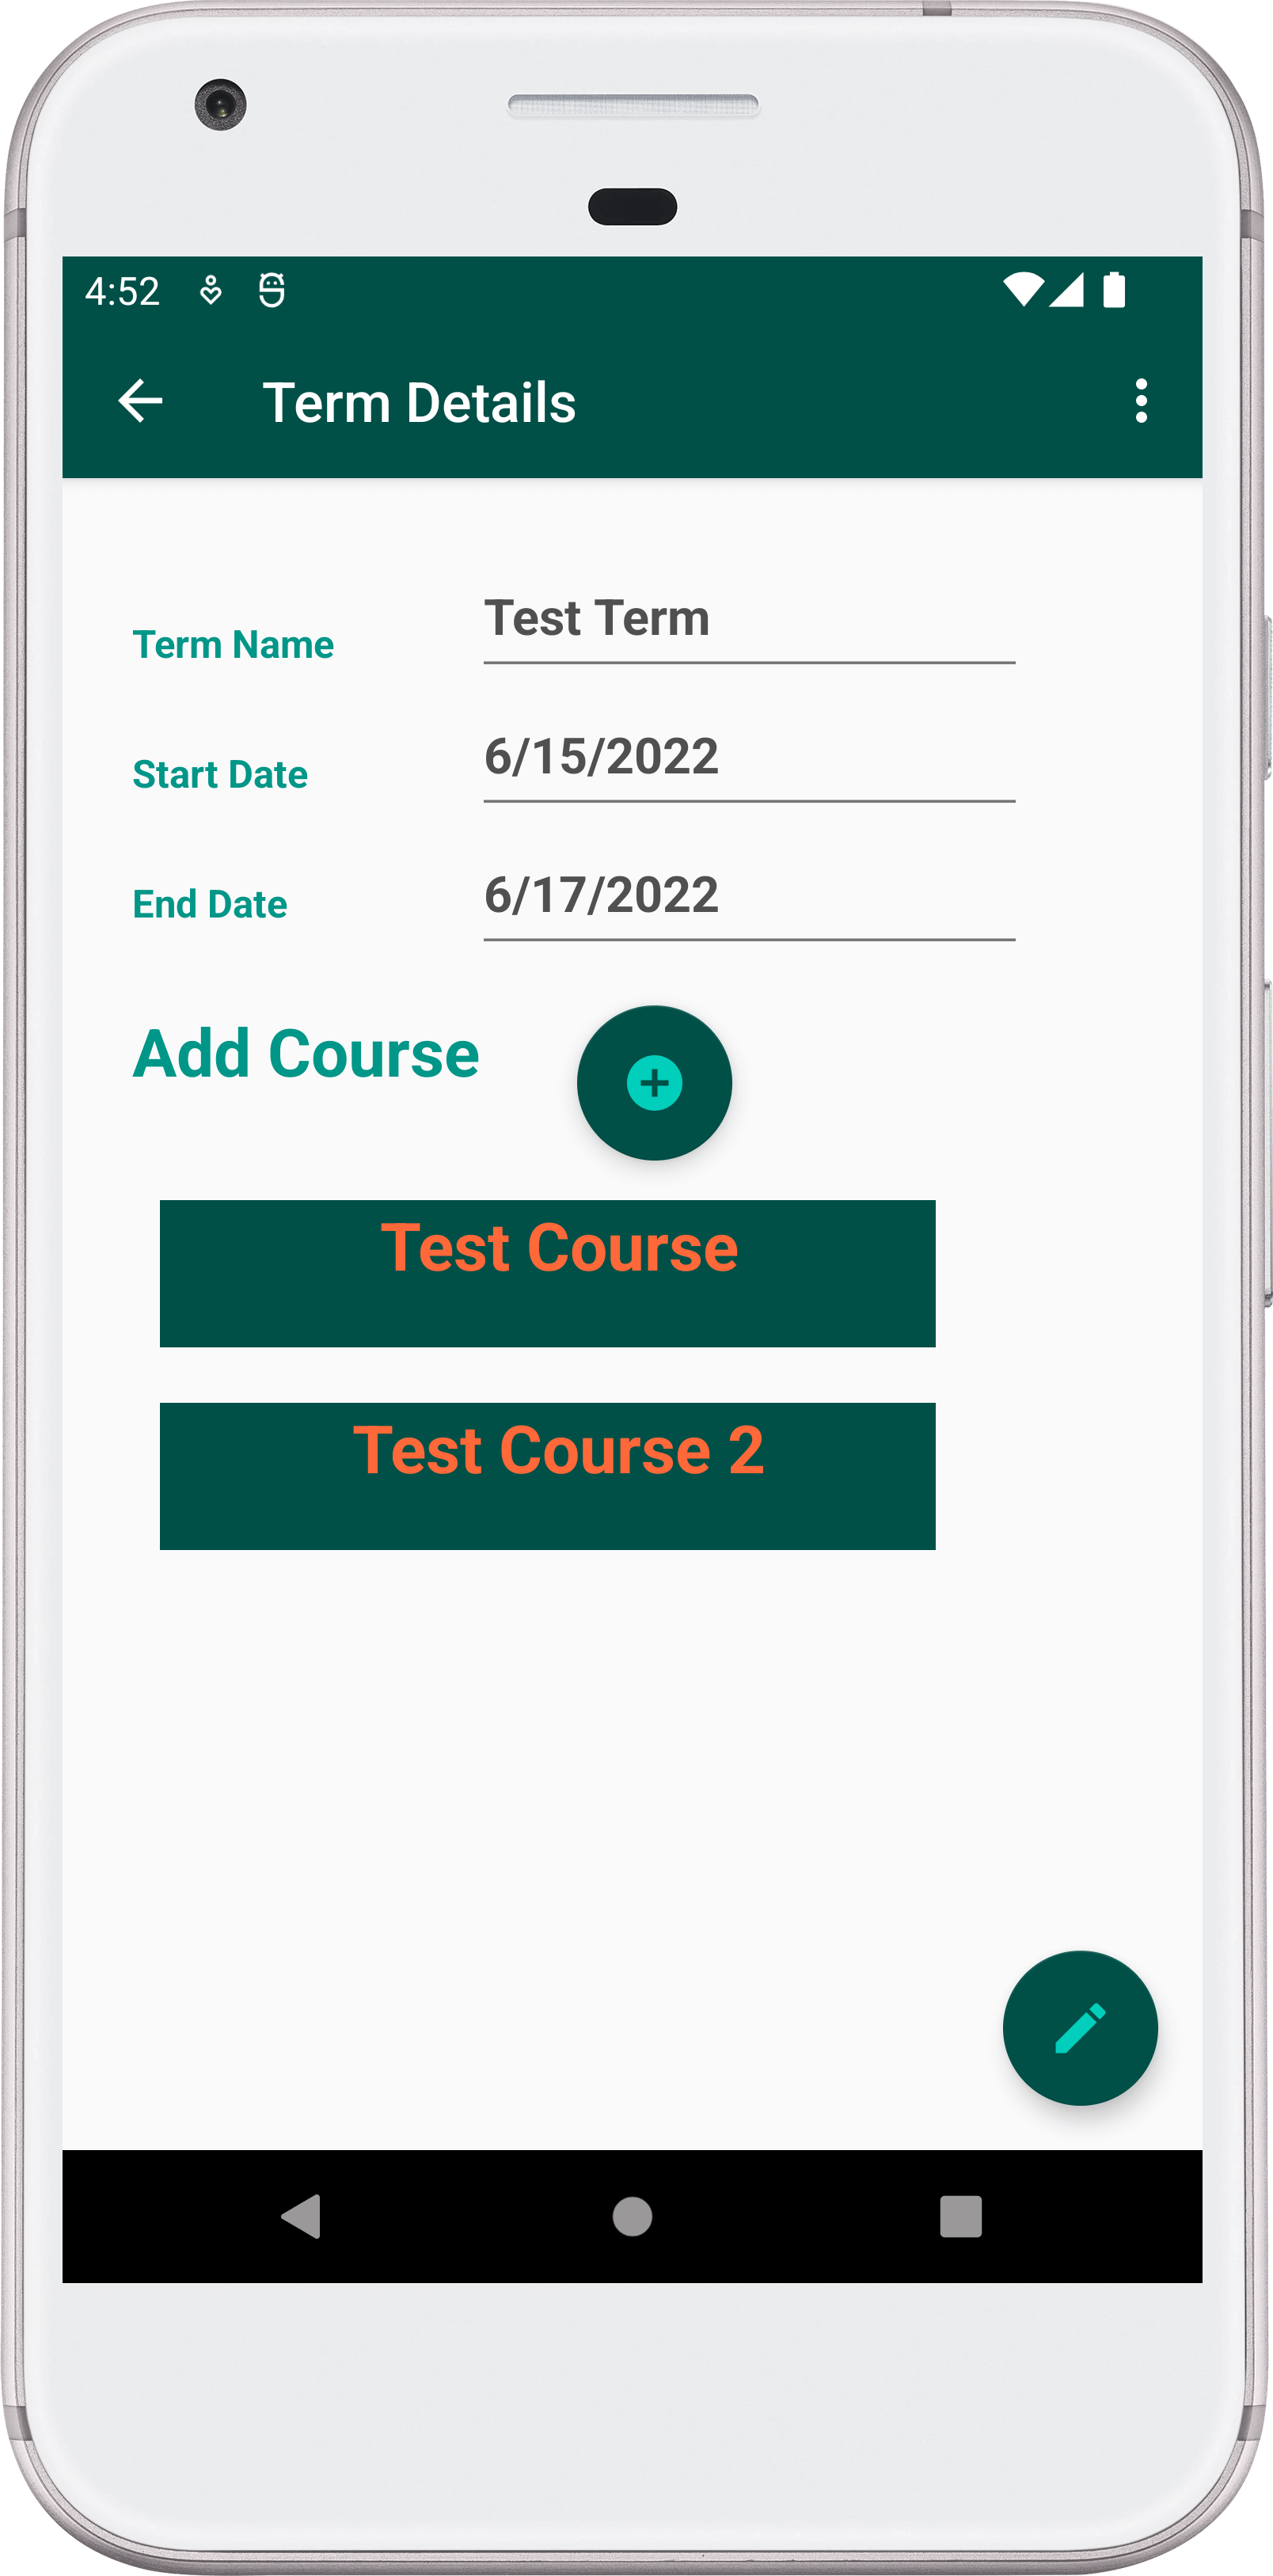 4:52
Term Details
Term Name
Test Term
Start Date
6/15/2022
End Date
6/17/2022
Add Course
Test Course
Test Course 2